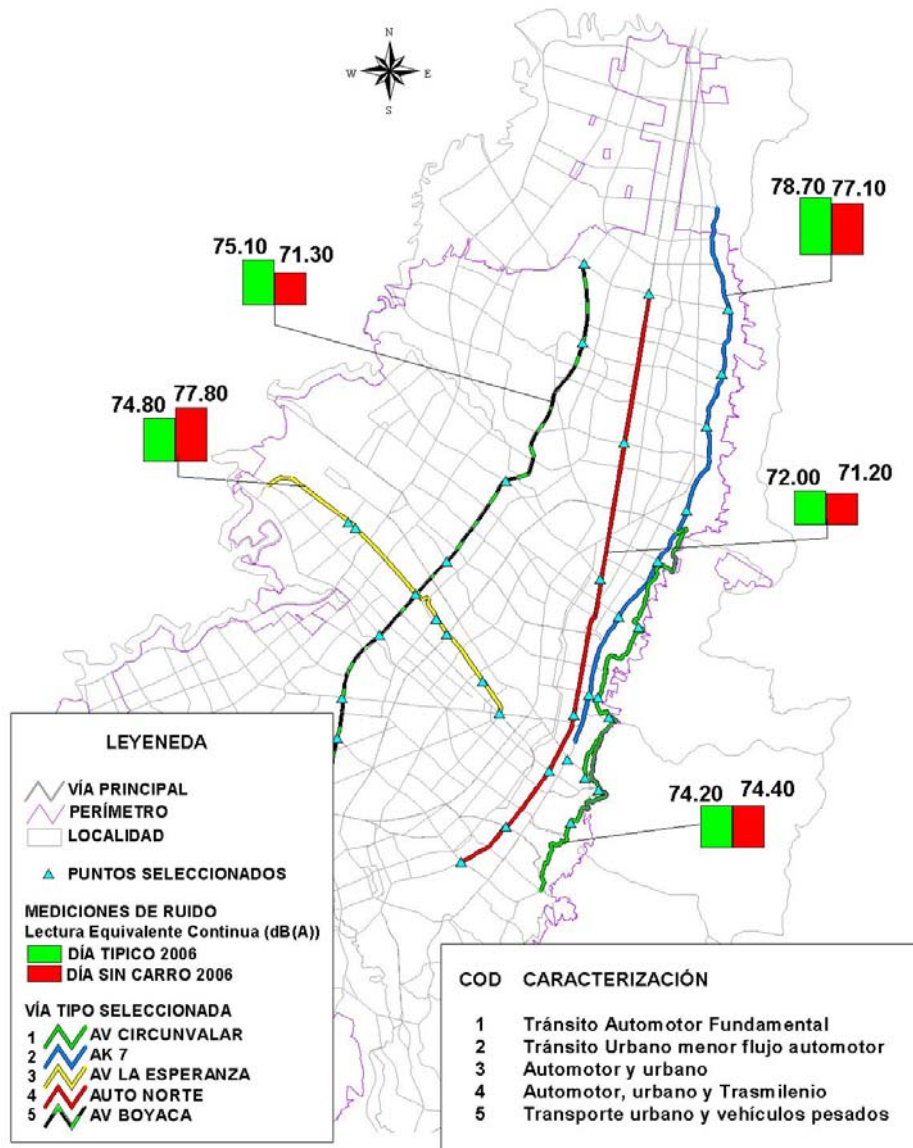 N
W E
S
78.70 77.10
75.10 71.30
74.80 77.80
72.00 71.20
74.20 74.40
LEYENEDA
VÍA PRINCIPAL
PERÍMETRO
LOCALIDAD
PUNTOS SELECCIONADOS
MEDICIONES DE RUIDO
Lectura Equivalente Continua (dB(A))
DÍA TIPICO 2006
DÍA SIN CARRO 2006
VÍA TIPO SELECCIONADA
1 AV CIRCUNVALAR
2 AK 7
3 AV LA ESPERANZA
4 AUTO NORTE
5 AV BOYACA
COD CARACTERIZACIÓN
1 Tránsito Automotor Fundamental
2 Tránsito Urbano menor flujo automotor
3 Automotor y urbano
4 Automotor, urbano y Trasmilenio
5 Transporte urbano y vehículos pesados